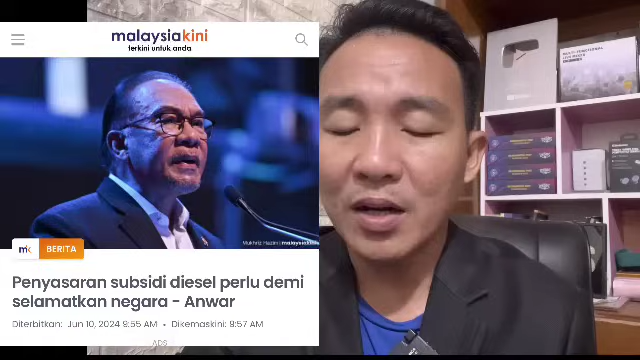 malaysiakini
terkini untuk anda
Mukhriz Hazim | malaysiakini
mk BERITA
Penyasaran subsidi diesel perlu demi
selamatkan negara - Anwar
Diterbitkan: Jun 10, 2024 9:55 AM • Dikemaskini: 9:57 AM
ADS